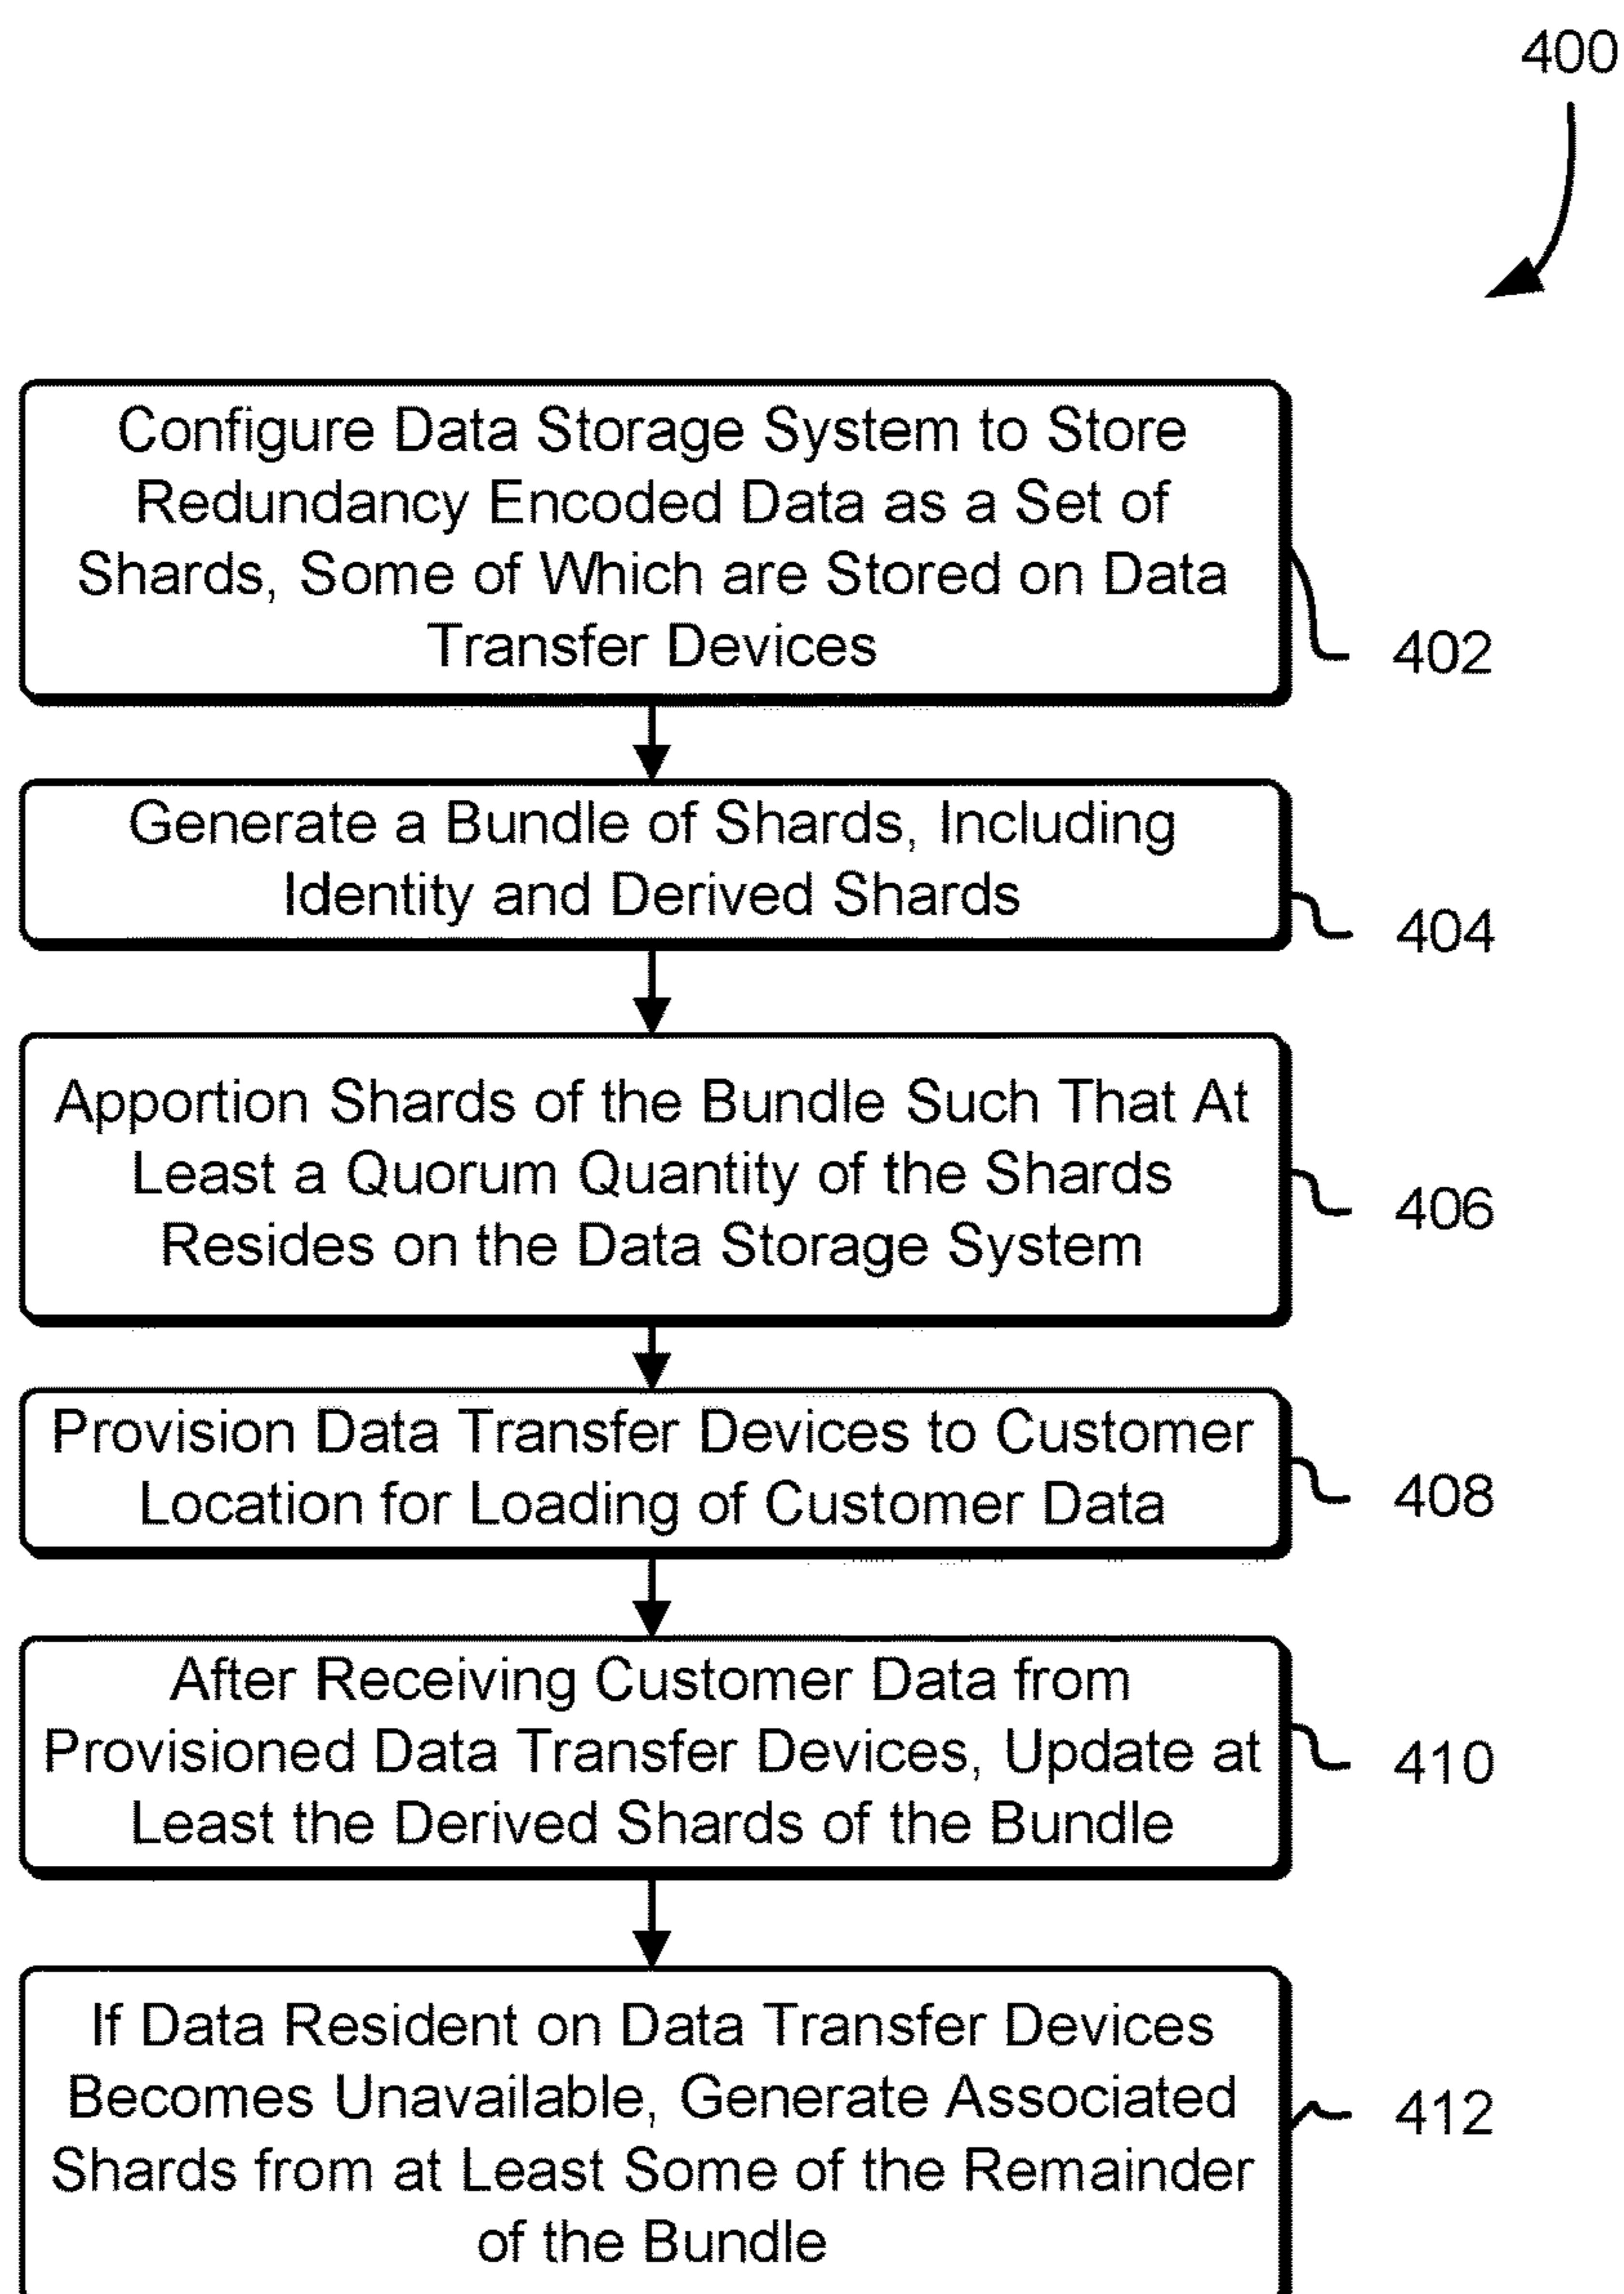 400
Configure Data Storage System to Store
Redundancy Encoded Data as a Set of
Shards, Some of Which are Stored on Data
Transfer Devices
402
Generate a Bundle of Shards, Including
Identity and Derived Shards
404
Apportion Shards of the Bundle Such That At
Least a Quorum Quantity of the Shards
Resides on the Data Storage System
406
Provision Data Transfer Devices to Customer
Location for Loading of Customer Data
408
After Receiving Customer Data from
Provisioned Data Transfer Devices, Update at
Least the Derived Shards of the Bundle
410
If Data Resident on Data Transfer Devices
Becomes Unavailable, Generate Associated
Shards from at Least Some of the Remainder
of the Bundle
412